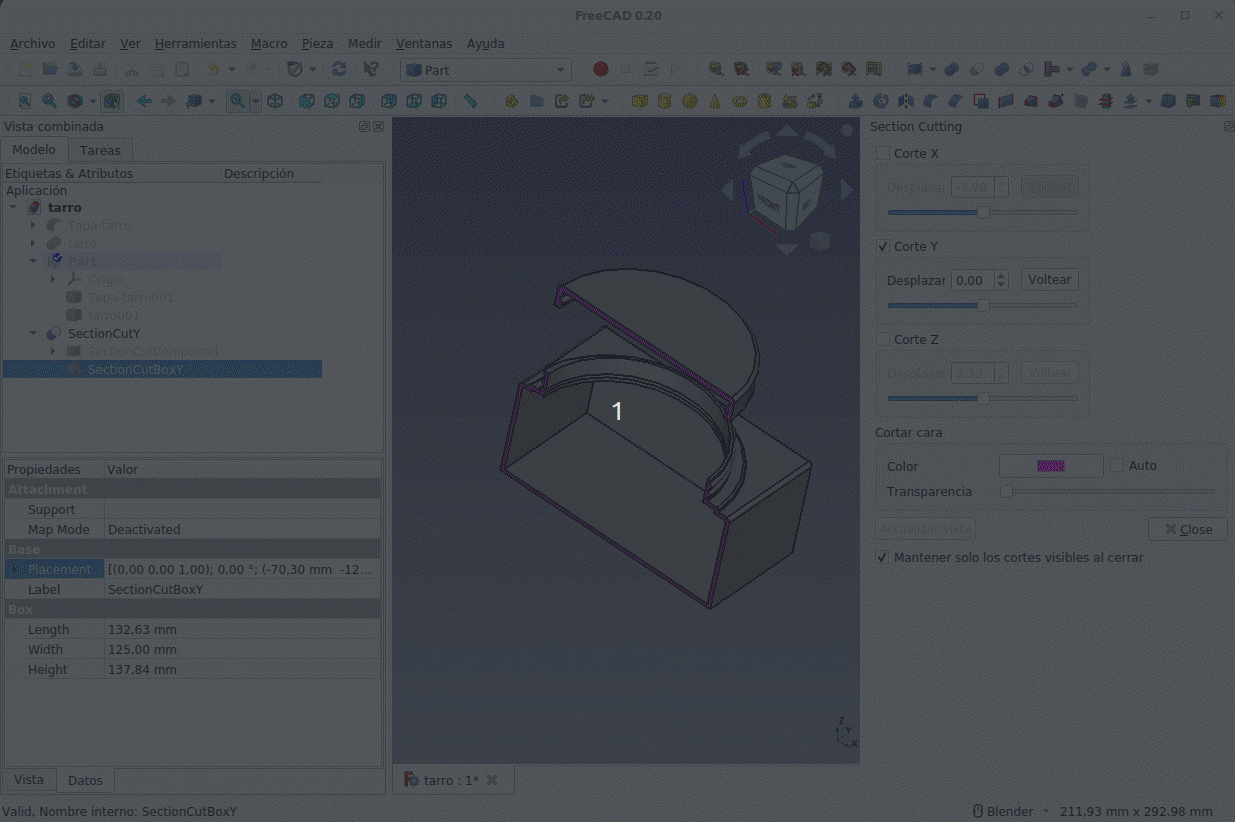 FreeCAD 0.20
Archivo Editar Ver Herramientas Macro Pieza Medir Ventanas Ayuda
Part
Vista combinada
Modelo Tareas
Etiquetas & Atributos Descripción
Aplicación
tarro
Tapa-tarro
tarro
Part
Origin
Tapa-tarro001
tarro001
SectionCutY
SectionCutCompound
SectionCutBoxY
Propiedades Valor
Attachment
Support
Map Mode Deactivated
Base
Placement [(0,00 0,00 1,00); 0,00 °; (-70,30 mm -12...
Label SectionCutBoxY
Box
Length 132,63 mm
Width 125,00 mm
Height 137,84 mm
Vista Datos
FRONT
1
Z
Y
X
tarro : 1*
Section Cutting
Corte X
Desplazar -3,98 Voltear
Corte Y
Desplazar 0,00 Voltear
Corte Z
Desplazar 2,33 Voltear
Cortar cara
Color Auto
Transparencia
Actualizar vista Close
Mantener solo los cortes visibles al cerrar
Valid, Nombre interno: SectionCutBoxY
Blender 211,93 mm x 292,98 mm